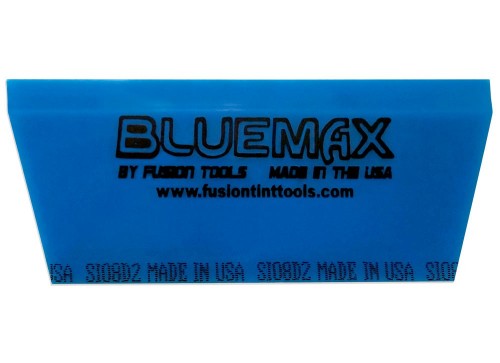 BLUEMAX
BY FUSION TOOLS MADE IN THE USA
www.fusiontinttools.com
USA SI08D2 MADE IN USA SI08D2 MADE IN USA SI08